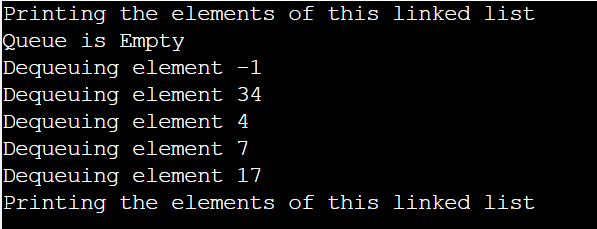 Printing the elements of this linked list
Queue is Empty
Dequeuing element -1
Dequeuing element 34
Dequeuing element 4
Dequeuing element 7
Dequeuing element 17
Printing the elements of this linked list